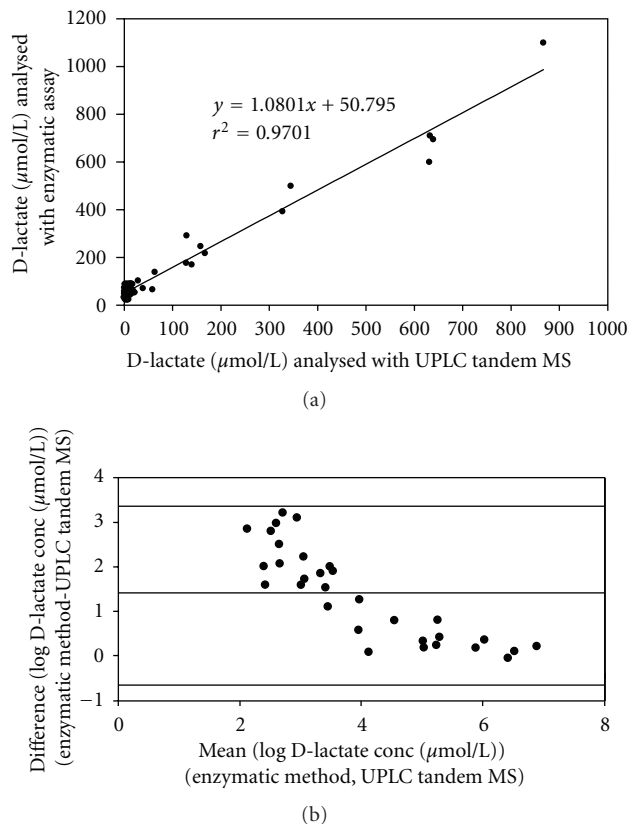 1200
1000
800
600
400
200
0
D-lactate (µmol/L) analysed
with enzymatic assay
y = 1.0801x + 50.795
r² = 0.9701
0 100 200 300 400 500 600 700 800 900 1000
D-lactate (µmol/L) analysed with UPLC tandem MS
(a)
4
3
2
1
0
−1
Difference (log D-lactate conc (µmol/L))
(enzymatic method-UPLC tandem MS)
0 2 4 6 8
Mean (log D-lactate conc (µmol/L))
(enzymatic method, UPLC tandem MS)
(b)